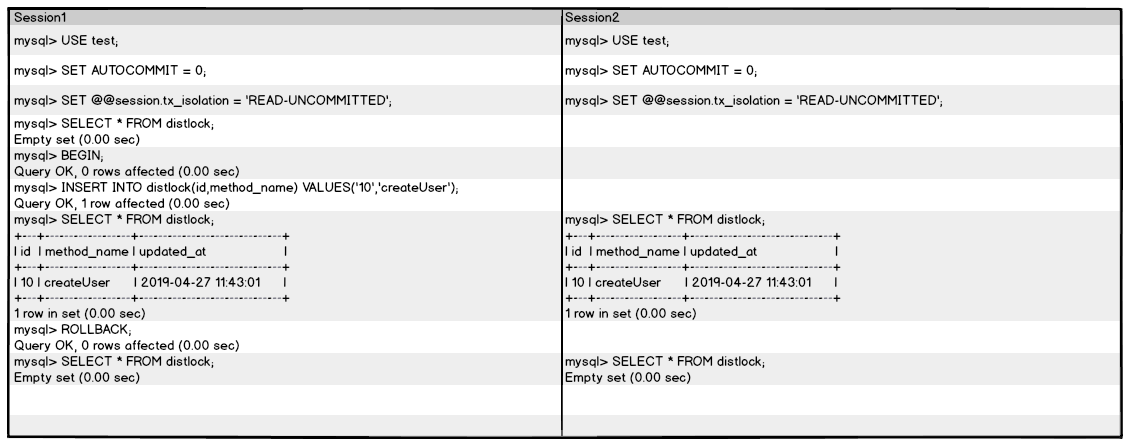 Session1 Session2
mysql> USE test; mysql> USE test;
mysql> SET AUTOCOMMIT = 0; mysql> SET AUTOCOMMIT = 0;
mysql> SET @@session.tx_isolation = 'READ-UNCOMMITTED'; mysql> SET @@session.tx_isolation = 'READ-UNCOMMITTED';
mysql> SELECT * FROM distlock;
Empty set (0.00 sec)
mysql> BEGIN;
Query OK, 0 rows affected (0.00 sec)
mysql> INSERT INTO distlock(id,method_name) VALUES('10','createUser');
Query OK, 1 row affected (0.00 sec)
mysql> SELECT * FROM distlock; mysql> SELECT * FROM distlock;
+----+-------------+---------------------+ +----+-------------+---------------------+
| id | method_name | updated_at | | id | method_name | updated_at |
+----+-------------+---------------------+ +----+-------------+---------------------+
| 10 | createUser | 2019-04-27 11:43:01 | | 10 | createUser | 2019-04-27 11:43:01 |
+----+-------------+---------------------+ +----+-------------+---------------------+
1 row in set (0.00 sec) 1 row in set (0.00 sec)
mysql> ROLLBACK;
Query OK, 0 rows affected (0.00 sec)
mysql> SELECT * FROM distlock; mysql> SELECT * FROM distlock;
Empty set (0.00 sec) Empty set (0.00 sec)